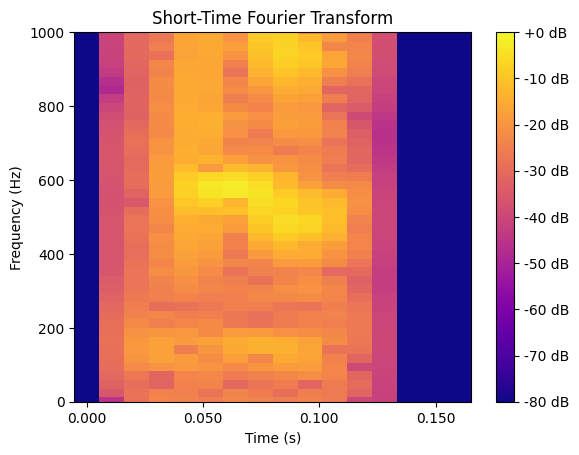 Short-Time Fourier Transform
1000
800
600
400
200
0
Frequency (Hz)
0.000
0.050
0.100
0.150
Time (s)
+0 dB
-10 dB
-20 dB
-30 dB
-40 dB
-50 dB
-60 dB
-70 dB
-80 dB